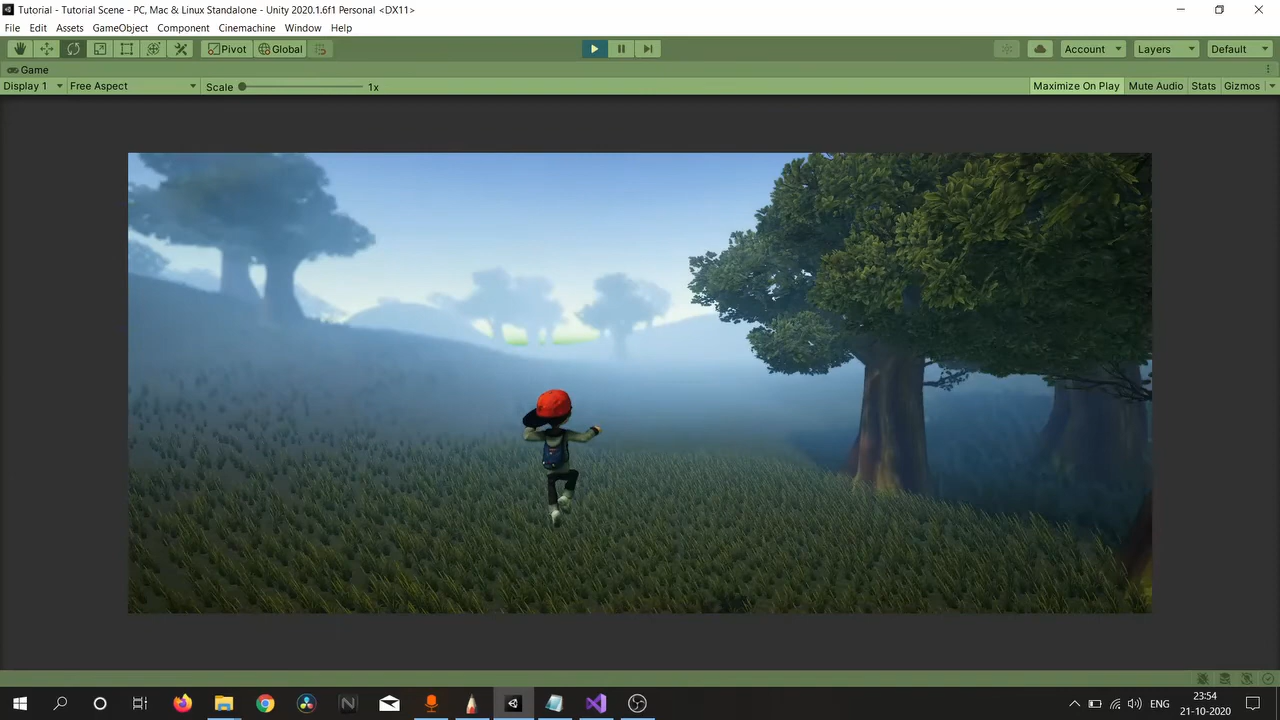 Tutorial - Tutorial Scene - PC, Mac & Linux Standalone - Unity 2020.1.6f1 Personal <DX11>
File Edit Assets GameObject Component Cinemachine Window Help
Pivot Global Account Layers Default
Game
Display 1 Free Aspect Scale 1x Maximize On Play Mute Audio Stats Gizmos
ENG 23:54
21-10-2020